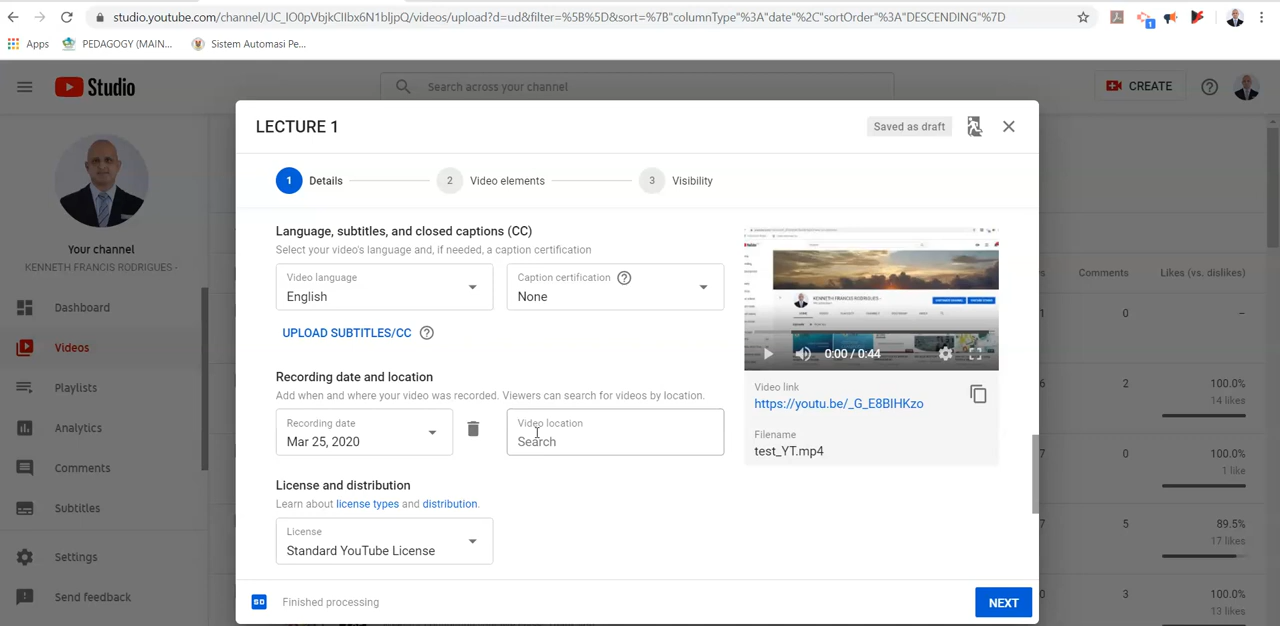 studio.youtube.com/channel/UC_IO0pVbjkCIIbx6N1bljpQ/videos/upload?d=ud&filter=%5B%5D&sort=%7B"columnType"%3A"date"%2C"sortOrder"%3A"DESCENDING"%7D
Apps PEDAGOGY (MAIN... Sistem Automasi Pe...
1
Studio
Search across your channel
CREATE
LECTURE 1
Saved as draft
1 Details
2 Video elements
3 Visibility
Your channel
KENNETH FRANCIS RODRIGUES -
Dashboard
Videos
Playlists
Analytics
Comments
Subtitles
Settings
Send feedback
Language, subtitles, and closed captions (CC)
Select your video's language and, if needed, a caption certification
Video language
English
Caption certification
None
UPLOAD SUBTITLES/CC
Recording date and location
Add when and where your video was recorded. Viewers can search for videos by location.
Recording date
Mar 25, 2020
Video location
Search
License and distribution
Learn about license types and distribution.
License
Standard YouTube License
KENNETH FRANCIS RODRIGUES -
0:00 / 0:44
Video link
https://youtu.be/_G_E8BlHKzo
Filename
test_YT.mp4
SD Finished processing
NEXT
Comments Likes (vs. dislikes)
0 –
2 100.0%
14 likes
0 100.0%
1 like
5 89.5%
17 likes
3 100.0%
13 likes